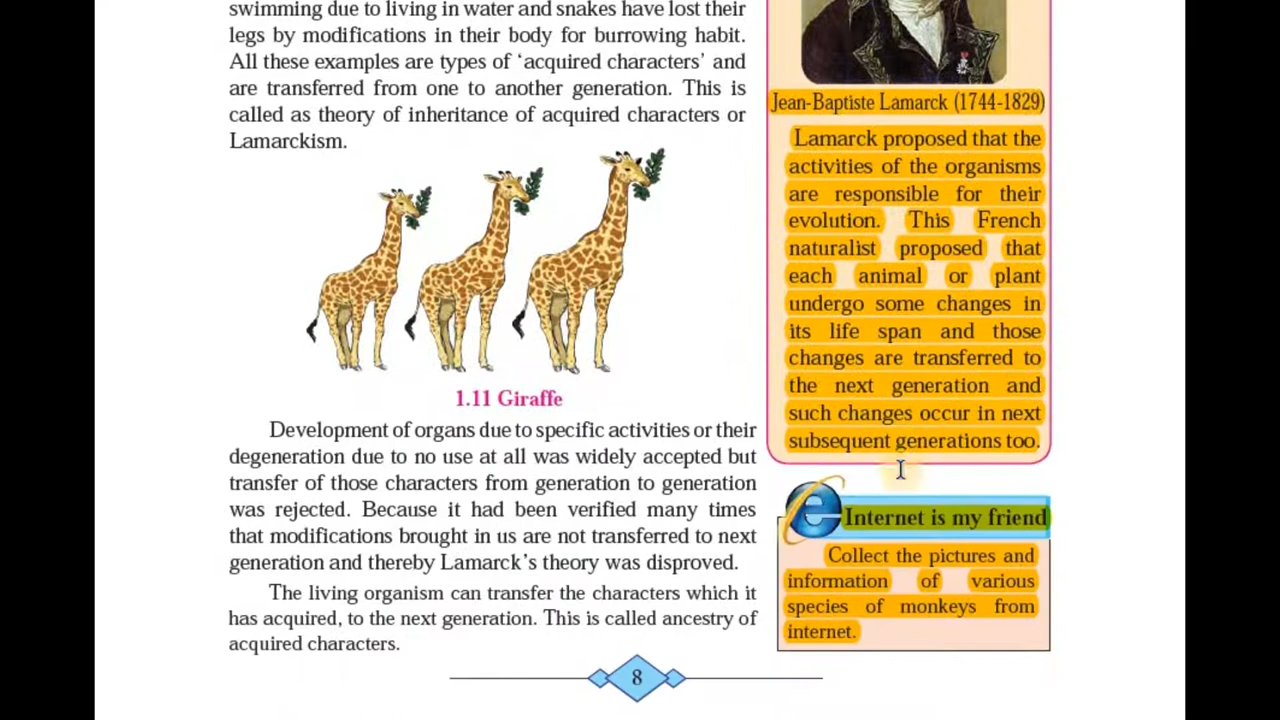 swimming due to living in water and snakes have lost their
legs by modifications in their body for burrowing habit.
All these examples are types of ‘acquired characters’ and
are transferred from one to another generation. This is
called as theory of inheritance of acquired characters or
Lamarckism.
1.11 Giraffe
Development of organs due to specific activities or their
degeneration due to no use at all was widely accepted but
transfer of those characters from generation to generation
was rejected. Because it had been verified many times
that modifications brought in us are not transferred to next
generation and thereby Lamarck’s theory was disproved.
The living organism can transfer the characters which it
has acquired, to the next generation. This is called ancestry of
acquired characters.
Jean-Baptiste Lamarck (1744-1829)
Lamarck proposed that the
activities of the organisms
are responsible for their
evolution. This French
naturalist proposed that
each animal or plant
undergo some changes in
its life span and those
changes are transferred to
the next generation and
such changes occur in next
subsequent generations too.
Internet is my friend
Collect the pictures and
information of various
species of monkeys from
internet.
8